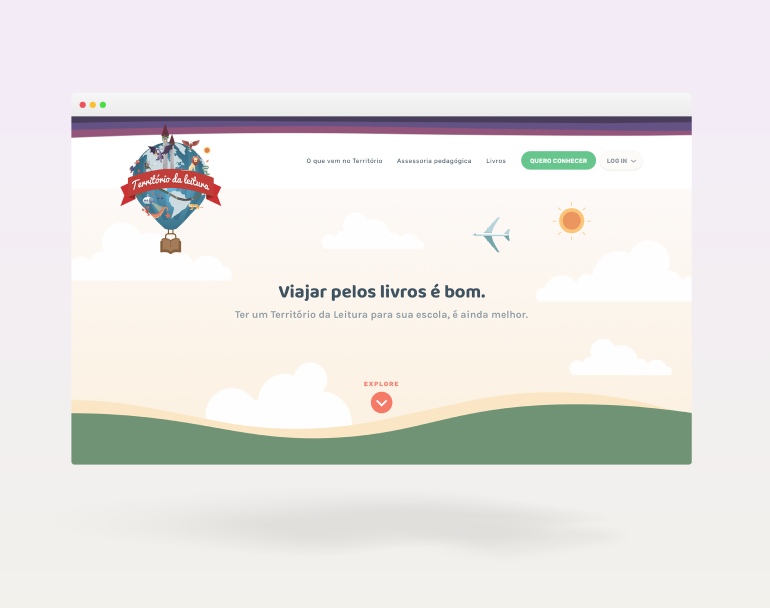 Território da leitura
O que vem no Território
Assessoria pedagógica
Livros
QUERO CONHECER
LOG IN
Viajar pelos livros é bom.
Ter um Território da Leitura para sua escola, é ainda melhor.
EXPLORE